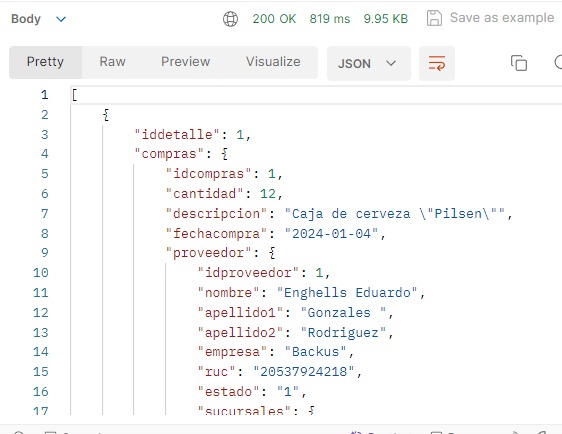 Body 200 OK 819 ms 9.95 KB Save as example
Pretty Raw Preview Visualize JSON
1 [
2 {
3 "iddetalle": 1,
4 "compras": {
5 "idcompras": 1,
6 "cantidad": 12,
7 "descripcion": "Caja de cerveza \"Pilsen\"",
8 "fechacompra": "2024-01-04",
9 "proveedor": {
10 "idproveedor": 1,
11 "nombre": "Enghells Eduardo",
12 "apellido1": "Gonzales ",
13 "apellido2": "Rodriguez",
14 "empresa": "Backus",
15 "ruc": "20537924218",
16 "estado": "1",
17 "sucursales": {